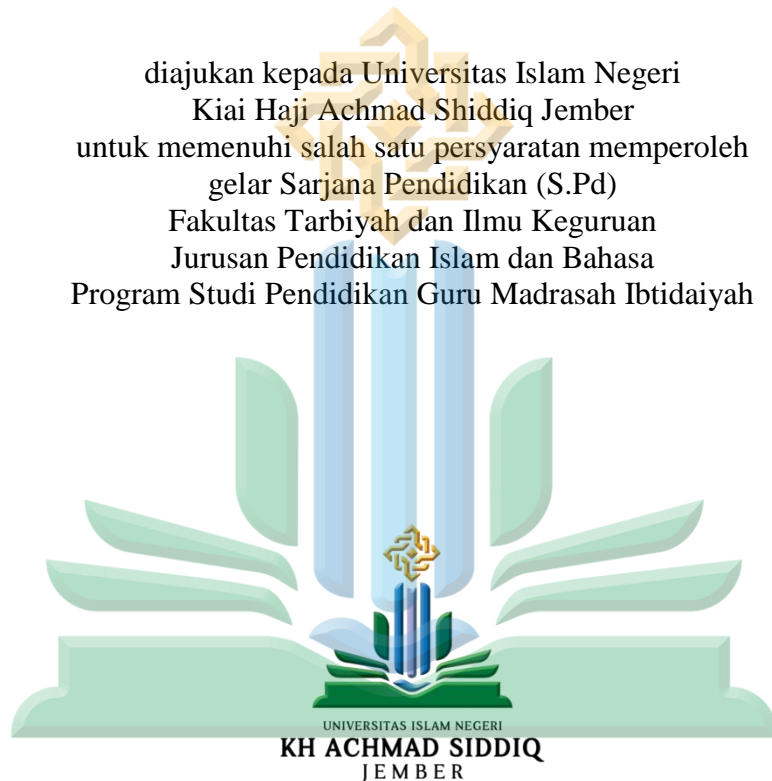 diajukan kepada Universitas Islam Negeri
Kiai Haji Achmad Shiddiq Jember
untuk memenuhi salah satu persyaratan memperoleh
gelar Sarjana Pendidikan (S.Pd)
Fakultas Tarbiyah dan Ilmu Keguruan
Jurusan Pendidikan Islam dan Bahasa
Program Studi Pendidikan Guru Madrasah Ibtidaiyah
UNIVERSITAS ISLAM NEGERI
KH ACHMAD SIDDIQ
JEMBER